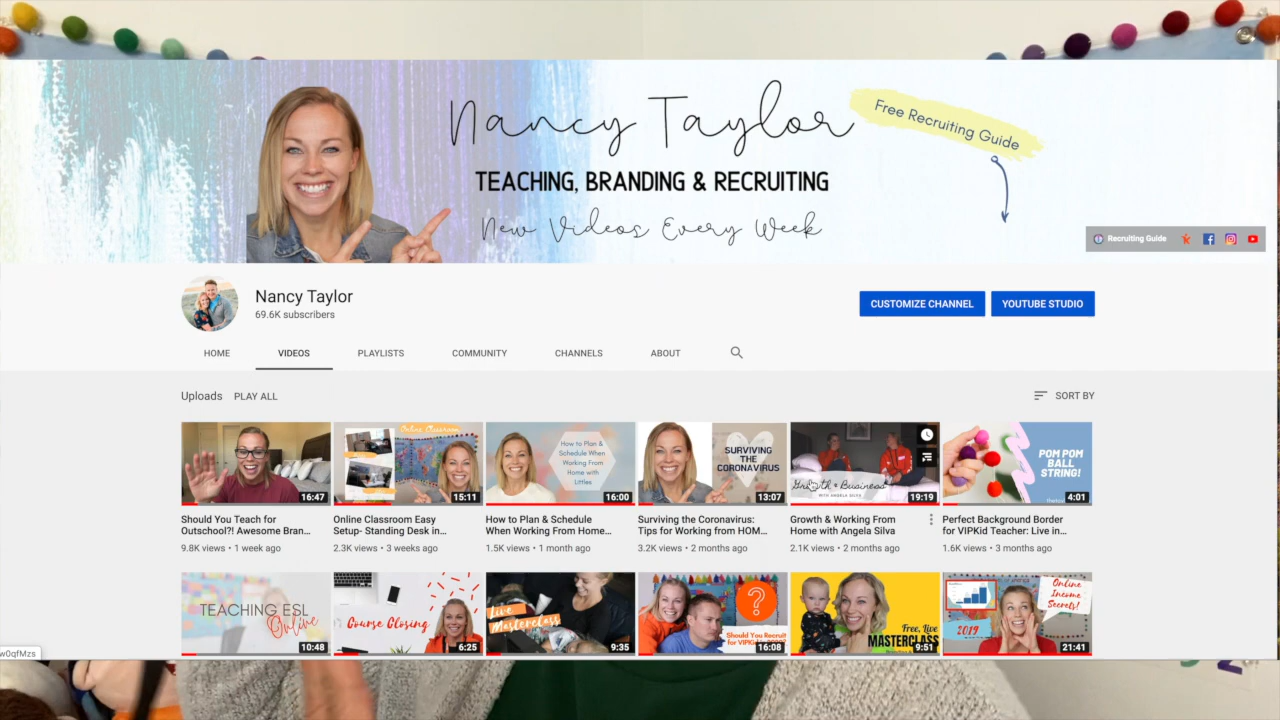 Nancy Taylor
Free Recruiting Guide
TEACHING, BRANDING & RECRUITING
New Videos Every Week
Recruiting Guide
Nancy Taylor
69.6K subscribers
CUSTOMIZE CHANNEL
YOUTUBE STUDIO
HOME
VIDEOS
PLAYLISTS
COMMUNITY
CHANNELS
ABOUT
Uploads
PLAY ALL
SORT BY
16:47
Online Classroom
15:11
How to Plan &
Schedule When
Working From
Home with
Littles
16:00
SURVIVING
THE
CORONAVIRUS
13:07
Growth & Business
WITH ANGELA SILVA
19:19
POM POM
BALL
STRING!
4:01
Should You Teach for
Outschool?! Awesome Bran...
9.8K views • 1 week ago
Online Classroom Easy
Setup- Standing Desk in...
2.3K views • 3 weeks ago
How to Plan & Schedule
When Working From Home...
1.5K views • 1 month ago
Surviving the Coronavirus:
Tips for Working from HOM...
3.2K views • 2 months ago
Growth & Working From
Home with Angela Silva
2.1K views • 2 months ago
Perfect Background Border
for VIPKid Teacher: Live in...
1.6K views • 3 months ago
TEACHING ESL
Online
10:48
Course Closing
6:25
Live
Masterclass
9:35
?
Should You Recruit
16:08
Free, Live
MASTERCLASS
9:51
Online
Income
Secrets!
2019
21:41
w0qfMzs